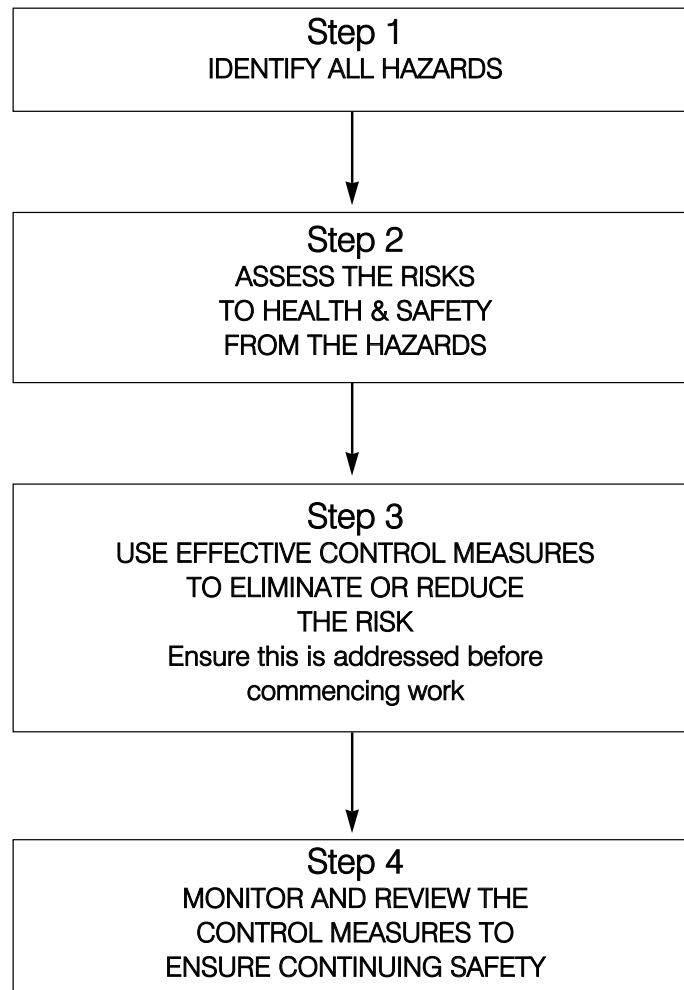 Step 1
IDENTIFY ALL HAZARDS
Step 2
ASSESS THE RISKS
TO HEALTH & SAFETY
FROM THE HAZARDS
Step 3
USE EFFECTIVE CONTROL MEASURES
TO ELIMINATE OR REDUCE
THE RISK
Ensure this is addressed before
commencing work
Step 4
MONITOR AND REVIEW THE
CONTROL MEASURES TO
ENSURE CONTINUING SAFETY